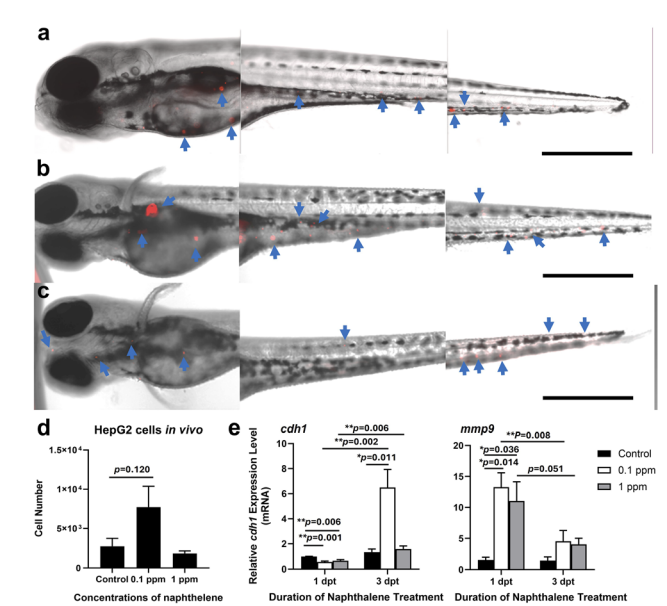 a
b
c
d
HepG2 cells in vivo
1.5×10⁴
1×10⁴
5×10³
0
p=0.120
Cell Number
Control 0.1 ppm 1 ppm
Concentrations of naphthelene
e
cdh1
**p=0.006
**p=0.002
*p=0.011
**p=0.006
**p=0.001
10
8
6
4
2
0
Relative cdh1 Expression Level
(mRNA)
1 dpt 3 dpt
Duration of Naphthalene Treatment
mmp9
**P=0.008
*p=0.036
*p=0.014
p=0.051
20
15
10
5
0
1 dpt 3 dpt
Duration of Naphthalene Treatment
Control
0.1 ppm
1 ppm